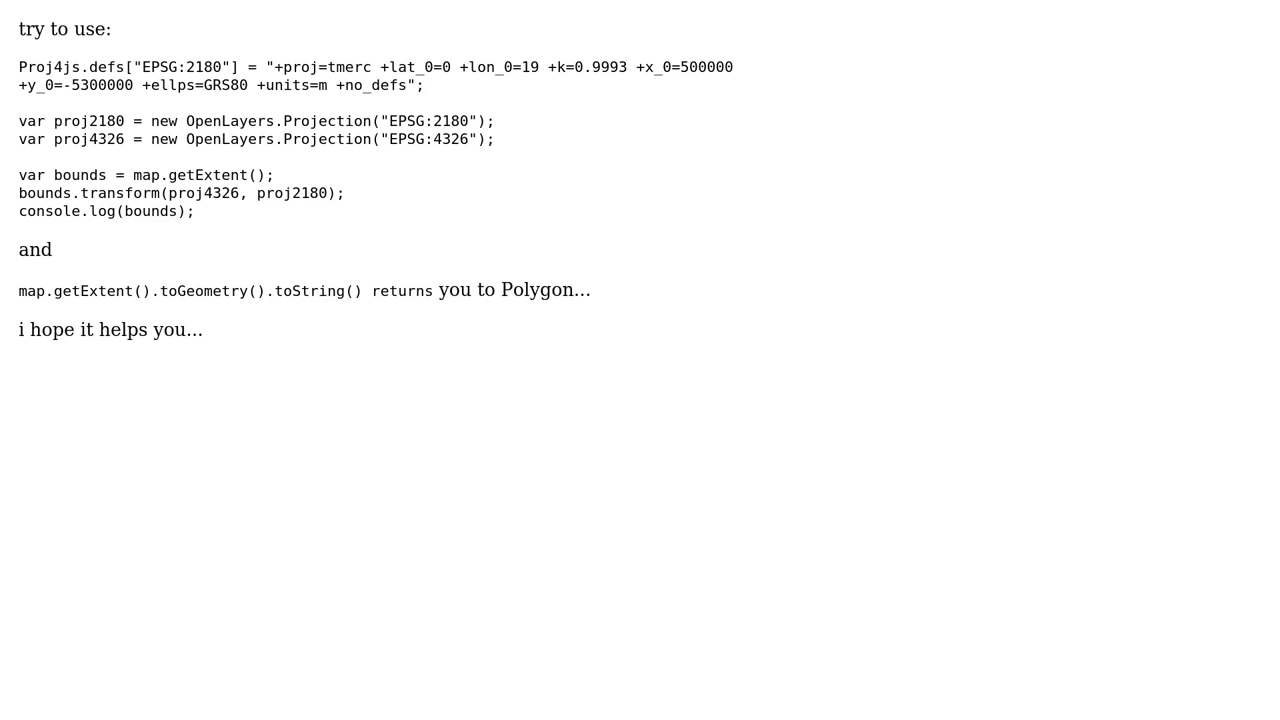 try to use:
Proj4js.defs["EPSG:2180"] = "+proj=tmerc +lat_0=0 +lon_0=19 +k=0.9993 +x_0=500000
+y_0=-5300000 +ellps=GRS80 +units=m +no_defs";
var proj2180 = new OpenLayers.Projection("EPSG:2180");
var proj4326 = new OpenLayers.Projection("EPSG:4326");
var bounds = map.getExtent();
bounds.transform(proj4326, proj2180);
console.log(bounds);
and
map.getExtent().toGeometry().toString() returns you to Polygon...
i hope it helps you...